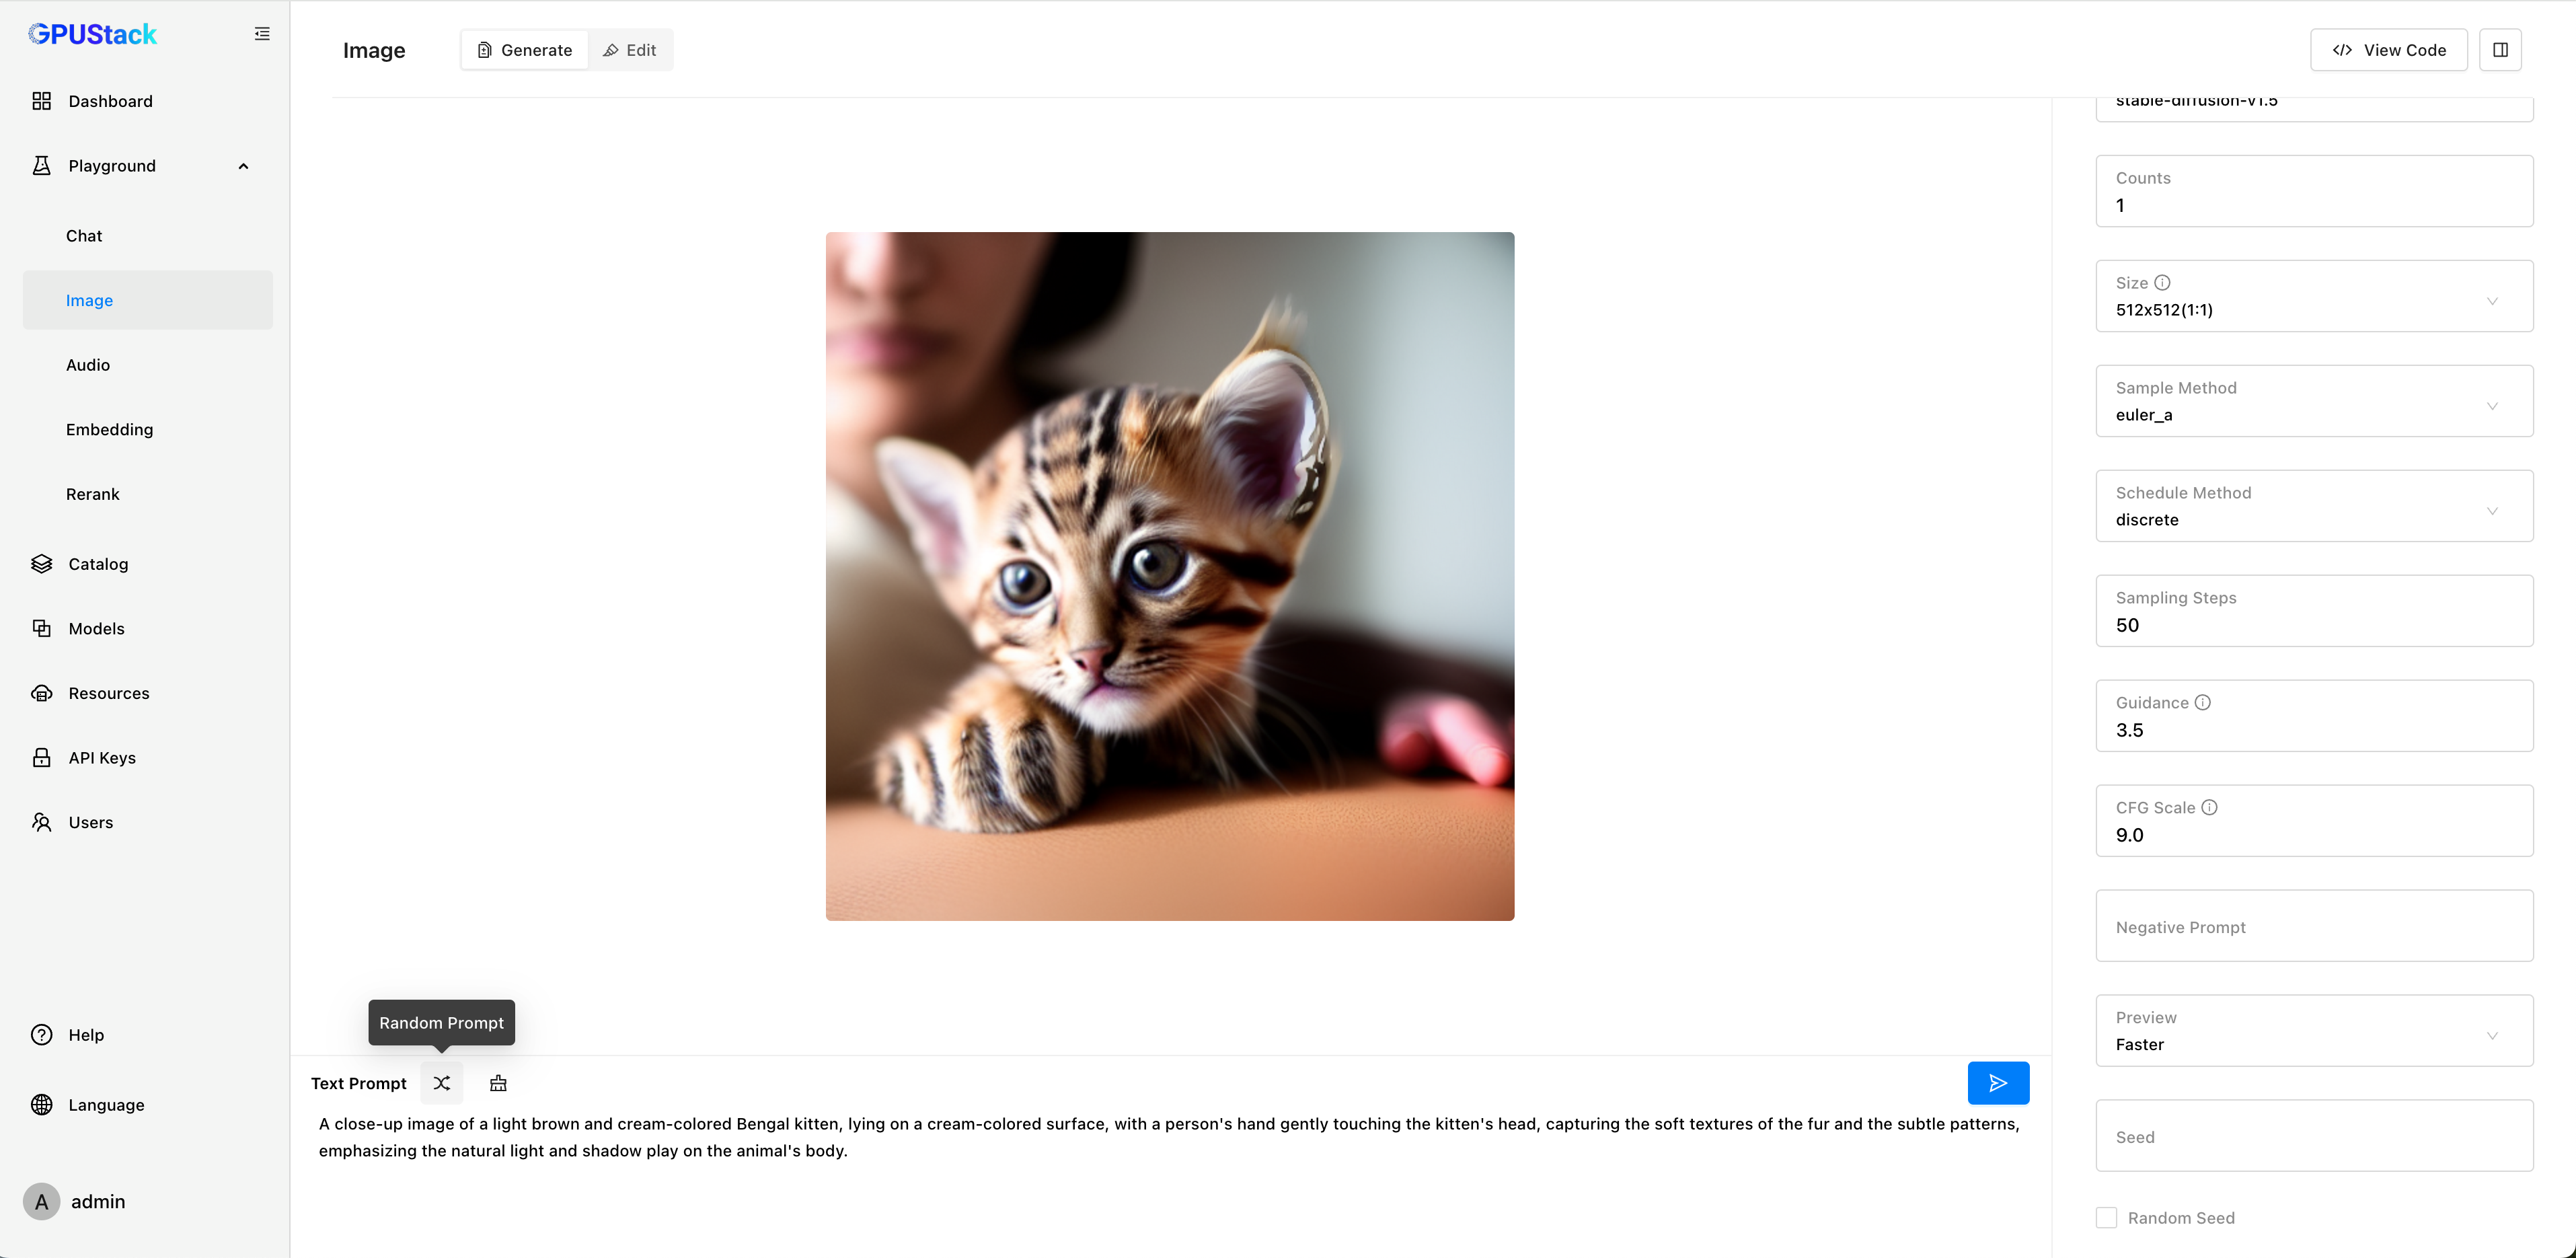 GPUStack
Dashboard
Playground
Chat
Image
Audio
Embedding
Rerank
Catalog
Models
Resources
API Keys
Users
Help
Language
A
admin
Image
Generate
Edit
View Code
Random Prompt
Text Prompt
A close-up image of a light brown and cream-colored Bengal kitten, lying on a cream-colored surface, with a person's hand gently touching the kitten's head, capturing the soft textures of the fur and the subtle patterns,
emphasizing the natural light and shadow play on the animal's body.
stable-diffusion-v1.5
Counts
1
Size
512x512(1:1)
Sample Method
euler_a
Schedule Method
discrete
Sampling Steps
50
Guidance
3.5
CFG Scale
9.0
Negative Prompt
Preview
Faster
Seed
Random Seed